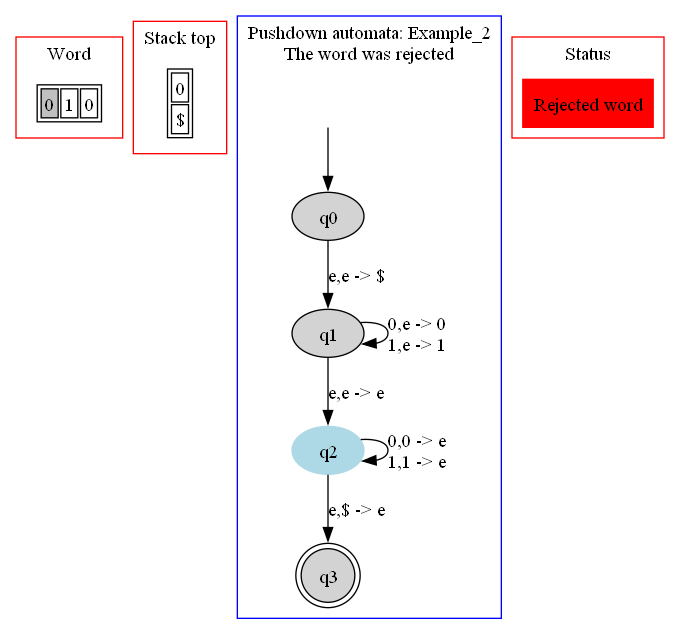 Word
0 1 0
Stack top
0
$
Pushdown automata: Example_2
The word was rejected
q0
e,e -> $
q1
0,e -> 0
1,e -> 1
e,e -> e
q2
0,0 -> e
1,1 -> e
e,$ -> e
q3
Status
Rejected word